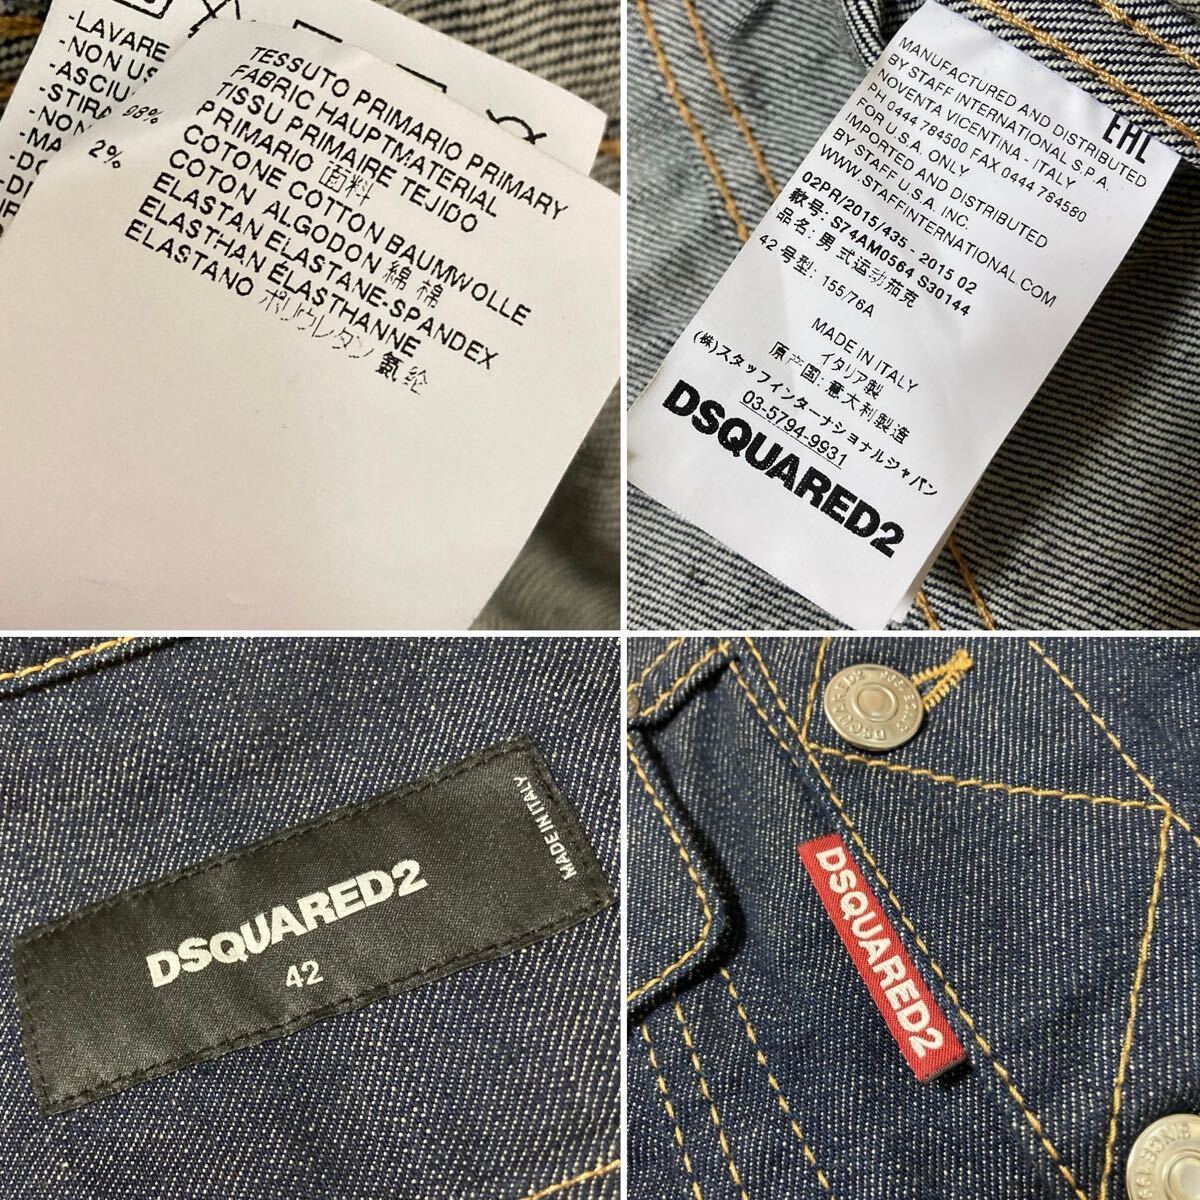 -LAVARE
-NON US
-ASCIU
-STIRA
-NON
-MA
98%
2%
TESSUTO PRIMARIO PRIMARY
FABRIC HAUPTMATERIAL
TISSU PRIMAIRE TEJIDO
PRIMARIO 面料
COTONE COTTON BAUMWOLLE
COTON ALGODON 綿 棉
ELASTAN ELASTANE-SPANDEX
ELASTHAN ÉLASTHANNE
ELASTANO ポリウレタン 氨纶
EHL
MANUFACTURED AND DISTRIBUTED
BY STAFF INTERNATIONAL S.P.A.
NOVENTA VICENTINA - ITALY
PH 0444 784500 FAX 0444 784580
FOR U.S.A. ONLY
IMPORTED AND DISTRIBUTED
BY STAFF U.S.A. INC.
WWW.STAFFINTERNATIONAL.COM
02PR/2015/435 - 2015 02
款号: S74AM0564 S30144
品名: 男 式运动茄克
42 号型: 155/76A
MADE IN ITALY
イタリア製
原产国: 意大利製造
(株)スタッフインターナショナルジャパン
03-5794-9931
DSQUARED2
DSQUARED2
42
MADE IN ITALY
DSQUARED2
DSQUARED2